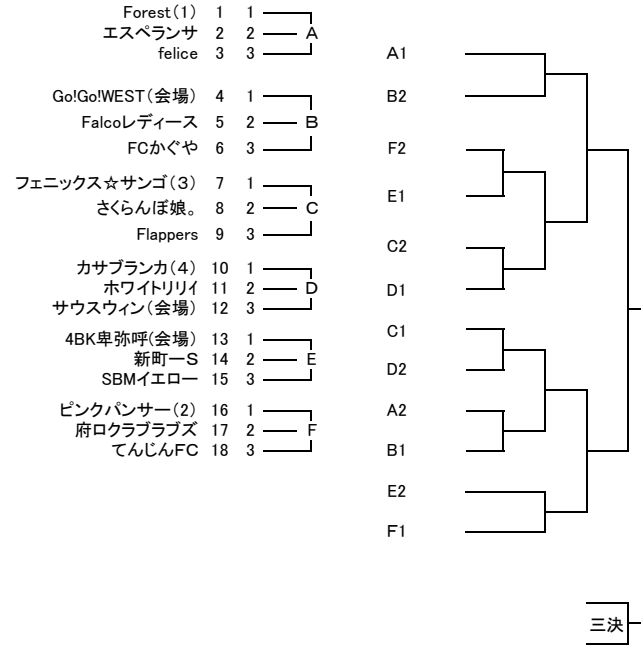 Forest(1) 1 1
エスペランサ 2 2 A
felice 3 3
Go!Go!WEST(会場) 4 1
Falcoレディース 5 2 B
FCかぐや 6 3
フェニックス☆サンゴ(3) 7 1
さくらんぼ娘。 8 2 C
Flappers 9 3
カサブランカ(4) 10 1
ホワイトリリイ 11 2 D
サウスウィン(会場) 12 3
4BK卑弥呼(会場) 13 1
新町一S 14 2 E
SBMイエロー 15 3
ピンクパンサー(2) 16 1
府ロクラブラブズ 17 2 F
てんじんFC 18 3
A1
B2
F2
E1
C2
D1
C1
D2
A2
B1
E2
F1
三決